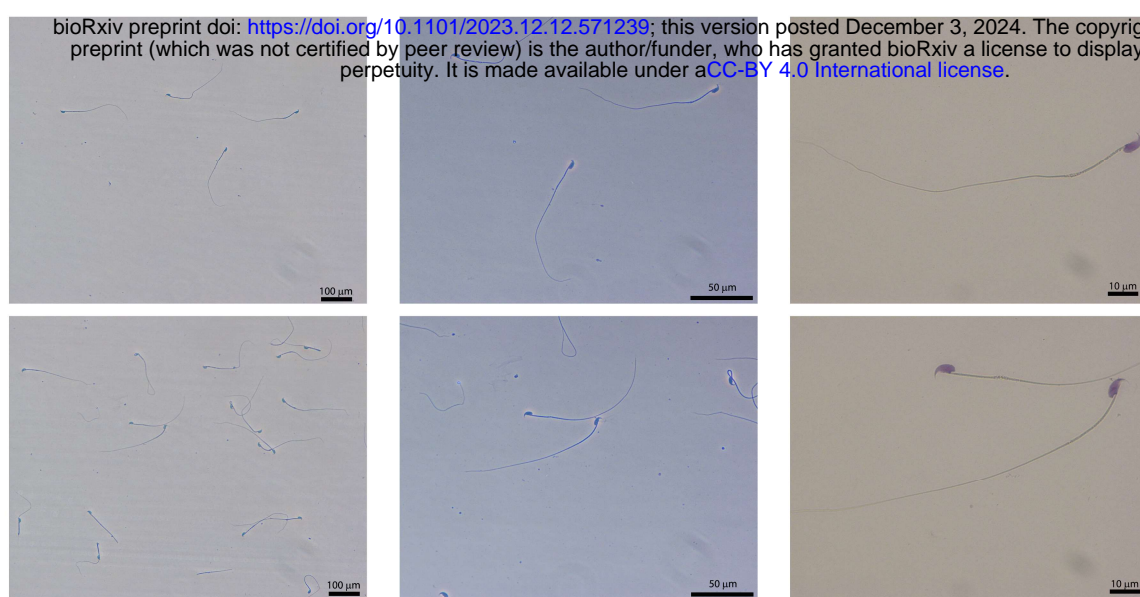 bioRxiv preprint doi: https://doi.org/10.1101/2023.12.12.571239; this version posted December 3, 2024. The copyrig
preprint (which was not certified by peer review) is the author/funder, who has granted bioRxiv a license to display
perpetuity. It is made available under aCC-BY 4.0 International license.
100 μm
50 μm
10 μm
100 μm
50 μm
10 μm